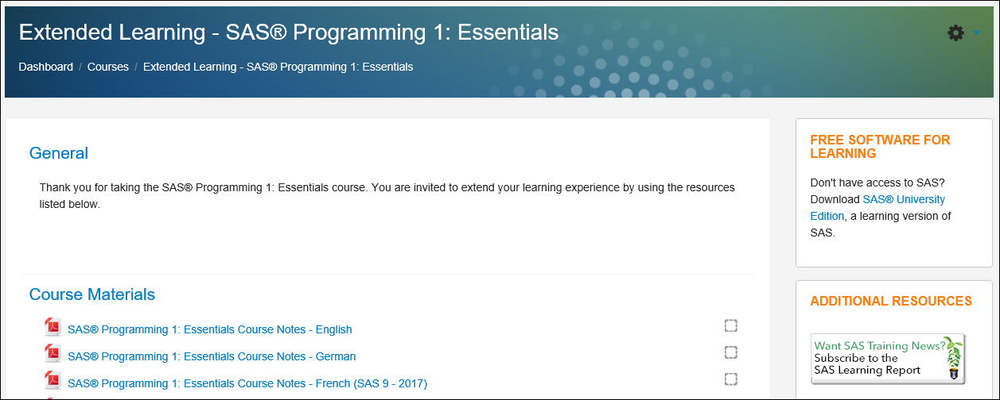 Extended Learning - SAS® Programming 1: Essentials
Dashboard / Courses / Extended Learning - SAS® Programming 1: Essentials
General
Thank you for taking the SAS® Programming 1: Essentials course. You are invited to extend your learning experience by using the resources
listed below.
Course Materials
SAS® Programming 1: Essentials Course Notes - English
SAS® Programming 1: Essentials Course Notes - German
SAS® Programming 1: Essentials Course Notes - French (SAS 9 - 2017)
FREE SOFTWARE FOR
LEARNING
Don't have access to SAS?
Download SAS® University
Edition, a learning version of
SAS.
ADDITIONAL RESOURCES
Want SAS Training News?
Subscribe to the
SAS Learning Report